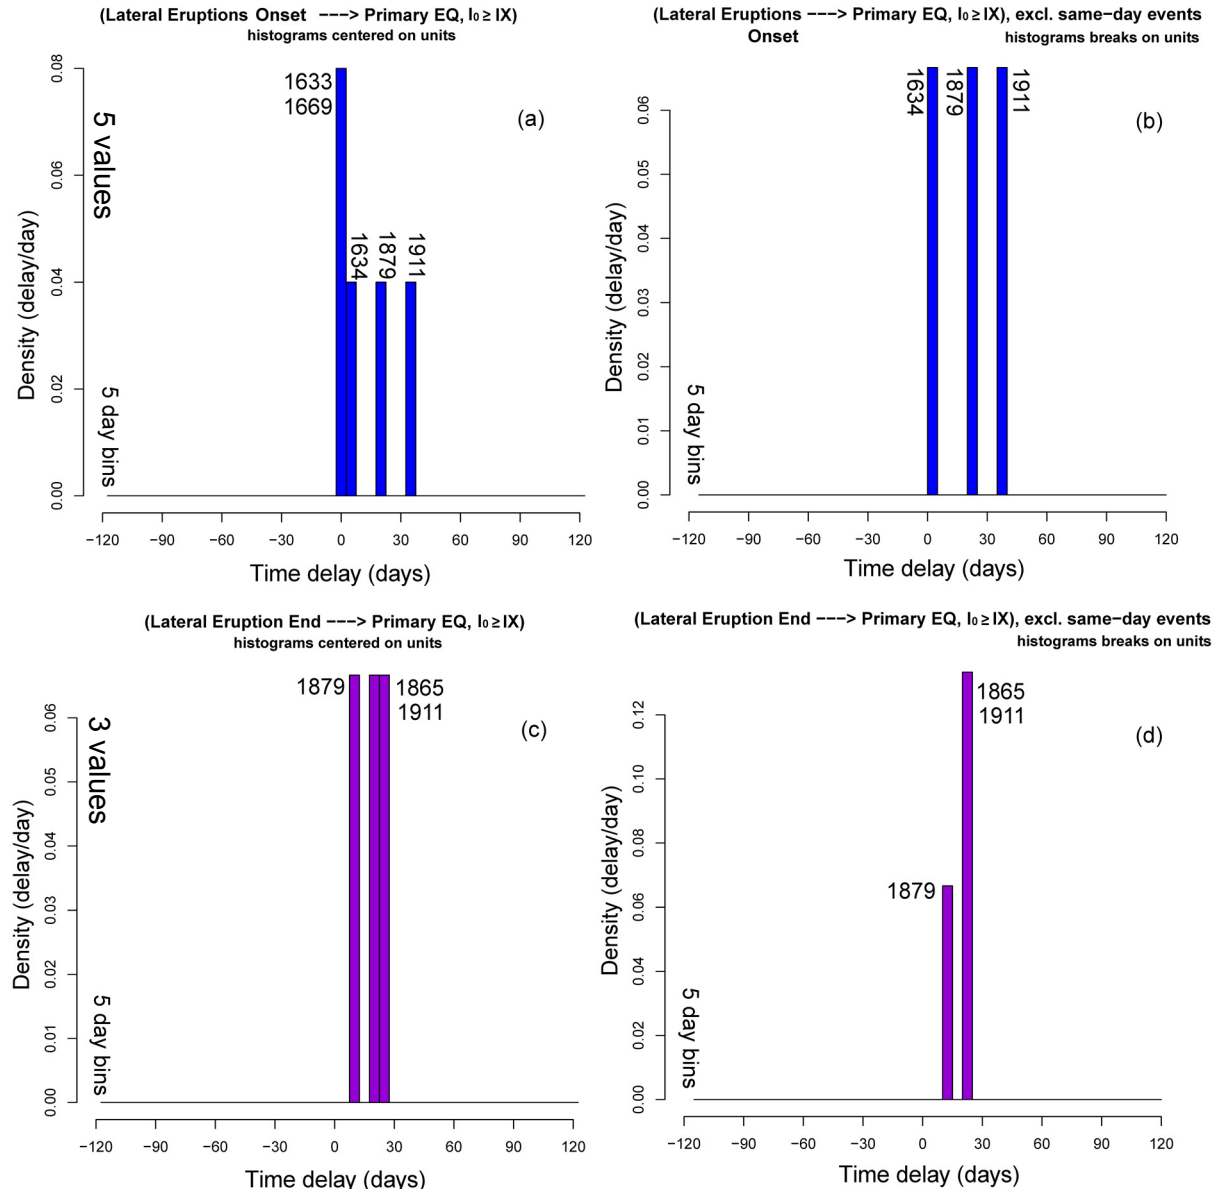 (Lateral Eruptions Onset −−−> Primary EQ, I₀ ≥ IX)
histograms centered on units
0.08
0.06
0.04
0.02
0.00
Density (delay/day)
5 values
5 day bins
1633
1669
1634
1879
1911
(a)
−120 −90 −60 −30 0 30 60 90 120
Time delay (days)
(Lateral Eruptions −−−> Primary EQ, I₀ ≥ IX), excl. same−day events
Onset
histograms breaks on units
0.06
0.05
0.04
0.03
0.02
0.01
0.00
Density (delay/day)
5 day bins
1634
1879
1911
(b)
−120 −90 −60 −30 0 30 60 90 120
Time delay (days)
(Lateral Eruption End −−−> Primary EQ, I₀ ≥ IX)
histograms centered on units
0.06
0.05
0.04
0.03
0.02
0.01
0.00
Density (delay/day)
3 values
5 day bins
1879
1865
1911
(c)
−120 −90 −60 −30 0 30 60 90 120
Time delay (days)
(Lateral Eruption End −−−> Primary EQ, I₀ ≥ IX), excl. same−day events
histograms breaks on units
0.12
0.10
0.08
0.06
0.04
0.02
0.00
Density (delay/day)
5 day bins
1879
1865
1911
(d)
−120 −90 −60 −30 0 30 60 90 120
Time delay (days)